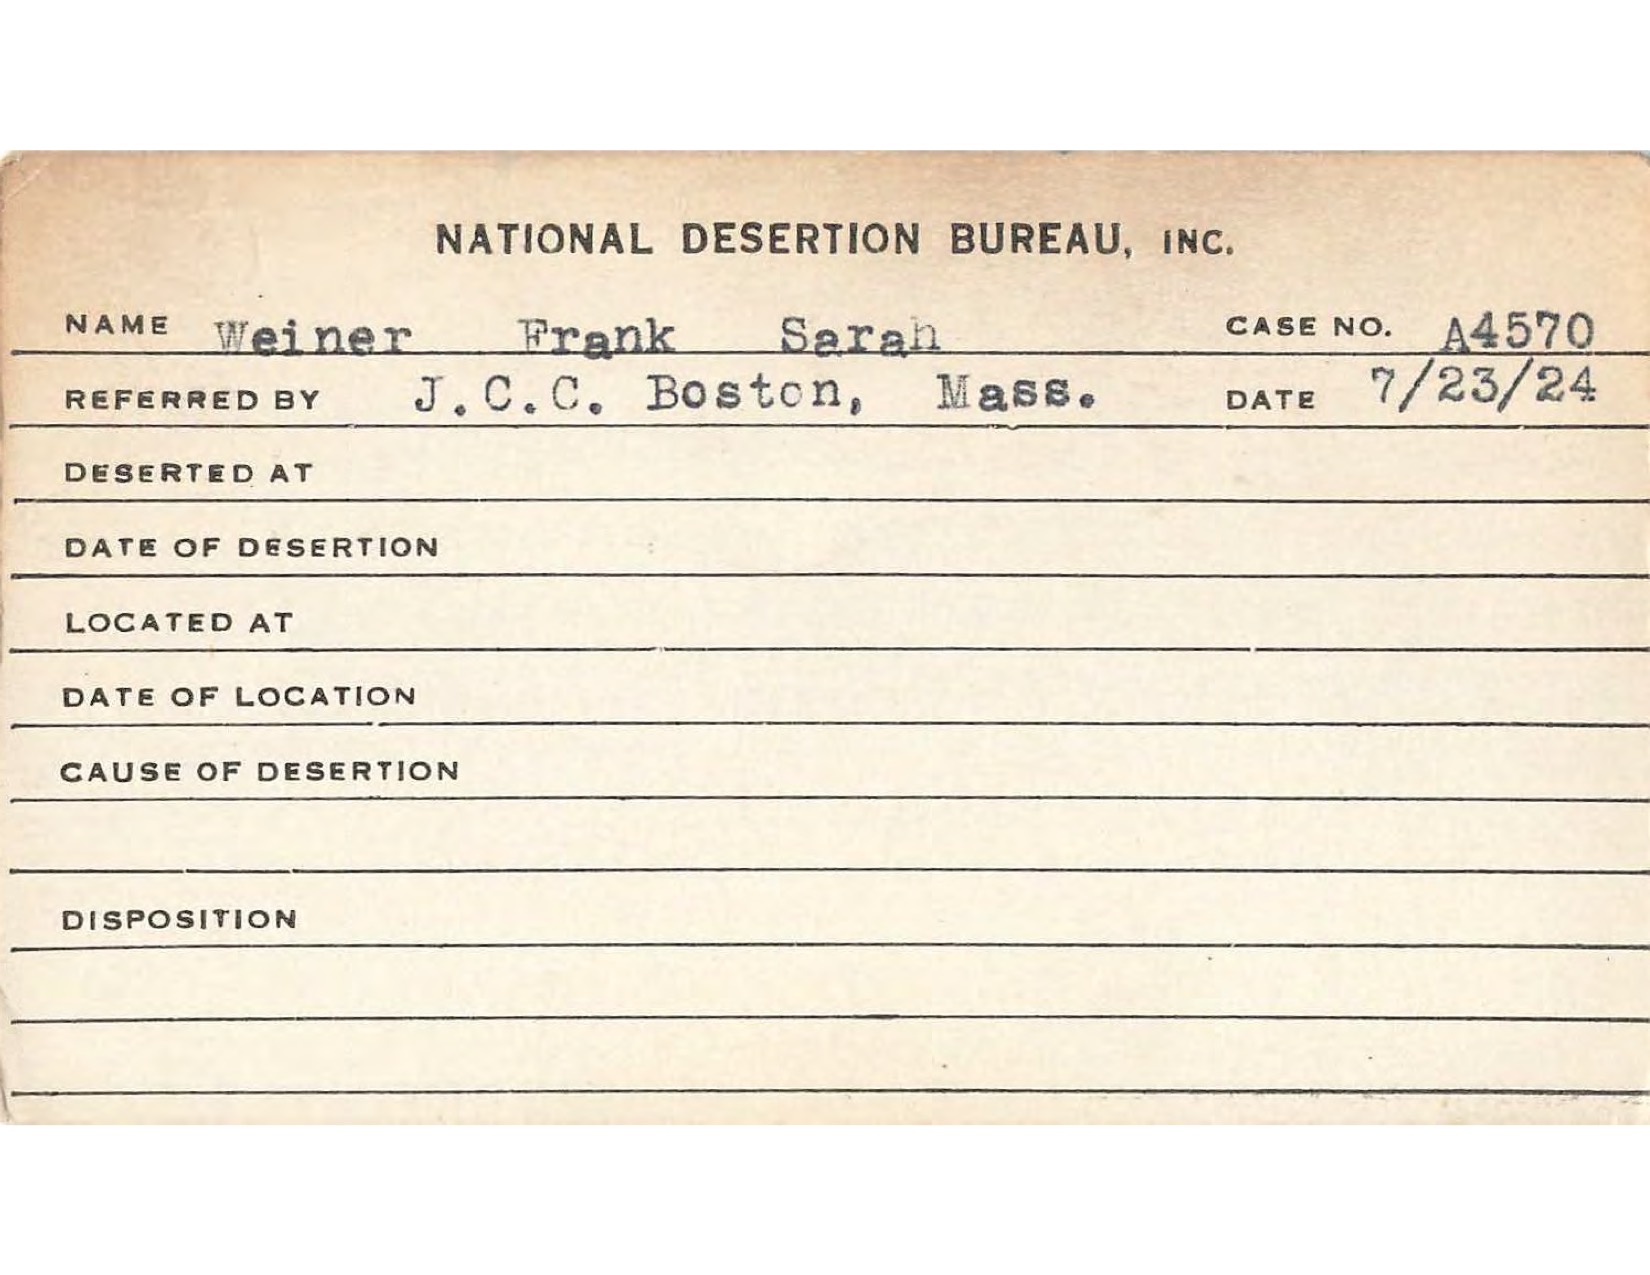 NATIONAL DESERTION BUREAU, INC.
NAME Weiner Frank Sarah CASE NO. A4570
REFERRED BY J.C.C. Boston, Mass. DATE 7/23/24
DESERTED AT
DATE OF DESERTION
LOCATED AT
DATE OF LOCATION
CAUSE OF DESERTION
DISPOSITION